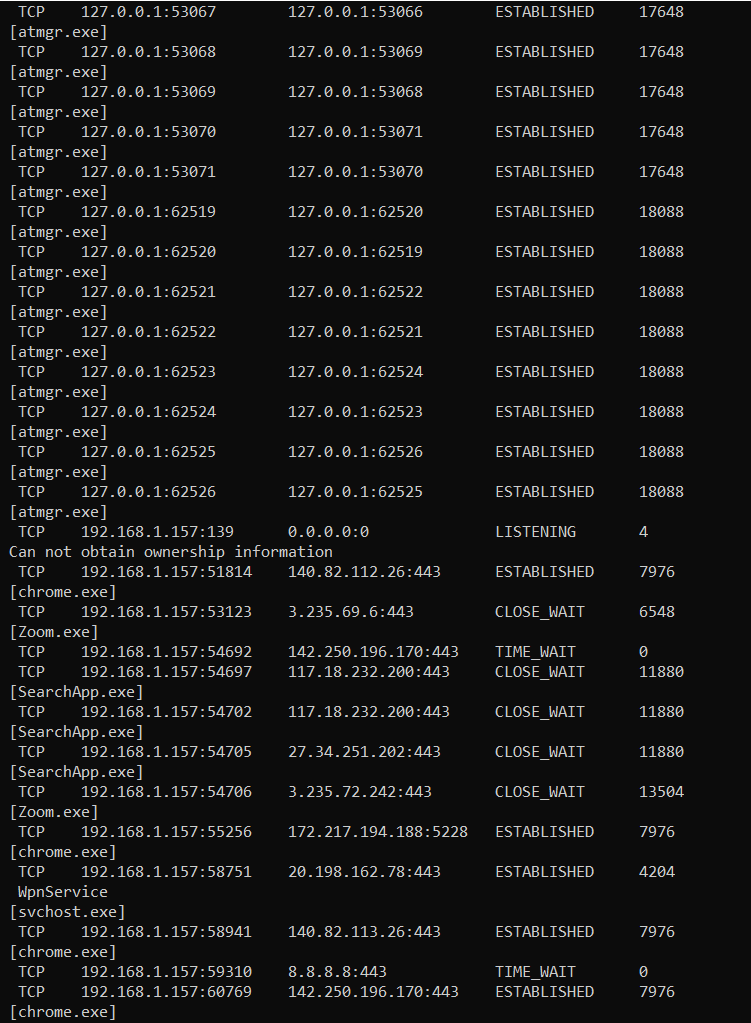 TCP 127.0.0.1:53067 127.0.0.1:53066 ESTABLISHED 17648
[atmgr.exe]
TCP 127.0.0.1:53068 127.0.0.1:53069 ESTABLISHED 17648
[atmgr.exe]
TCP 127.0.0.1:53069 127.0.0.1:53068 ESTABLISHED 17648
[atmgr.exe]
TCP 127.0.0.1:53070 127.0.0.1:53071 ESTABLISHED 17648
[atmgr.exe]
TCP 127.0.0.1:53071 127.0.0.1:53070 ESTABLISHED 17648
[atmgr.exe]
TCP 127.0.0.1:62519 127.0.0.1:62520 ESTABLISHED 18088
[atmgr.exe]
TCP 127.0.0.1:62520 127.0.0.1:62519 ESTABLISHED 18088
[atmgr.exe]
TCP 127.0.0.1:62521 127.0.0.1:62522 ESTABLISHED 18088
[atmgr.exe]
TCP 127.0.0.1:62522 127.0.0.1:62521 ESTABLISHED 18088
[atmgr.exe]
TCP 127.0.0.1:62523 127.0.0.1:62524 ESTABLISHED 18088
[atmgr.exe]
TCP 127.0.0.1:62524 127.0.0.1:62523 ESTABLISHED 18088
[atmgr.exe]
TCP 127.0.0.1:62525 127.0.0.1:62526 ESTABLISHED 18088
[atmgr.exe]
TCP 127.0.0.1:62526 127.0.0.1:62525 ESTABLISHED 18088
[atmgr.exe]
TCP 192.168.1.157:139 0.0.0.0:0 LISTENING 4
Can not obtain ownership information
TCP 192.168.1.157:51814 140.82.112.26:443 ESTABLISHED 7976
[chrome.exe]
TCP 192.168.1.157:53123 3.235.69.6:443 CLOSE_WAIT 6548
[Zoom.exe]
TCP 192.168.1.157:54692 142.250.196.170:443 TIME_WAIT 0
TCP 192.168.1.157:54697 117.18.232.200:443 CLOSE_WAIT 11880
[SearchApp.exe]
TCP 192.168.1.157:54702 117.18.232.200:443 CLOSE_WAIT 11880
[SearchApp.exe]
TCP 192.168.1.157:54705 27.34.251.202:443 CLOSE_WAIT 11880
[SearchApp.exe]
TCP 192.168.1.157:54706 3.235.72.242:443 CLOSE_WAIT 13504
[Zoom.exe]
TCP 192.168.1.157:55256 172.217.194.188:5228 ESTABLISHED 7976
[chrome.exe]
TCP 192.168.1.157:58751 20.198.162.78:443 ESTABLISHED 4204
WpnService
[svchost.exe]
TCP 192.168.1.157:58941 140.82.113.26:443 ESTABLISHED 7976
[chrome.exe]
TCP 192.168.1.157:59310 8.8.8.8:443 TIME_WAIT 0
TCP 192.168.1.157:60769 142.250.196.170:443 ESTABLISHED 7976
[chrome.exe]